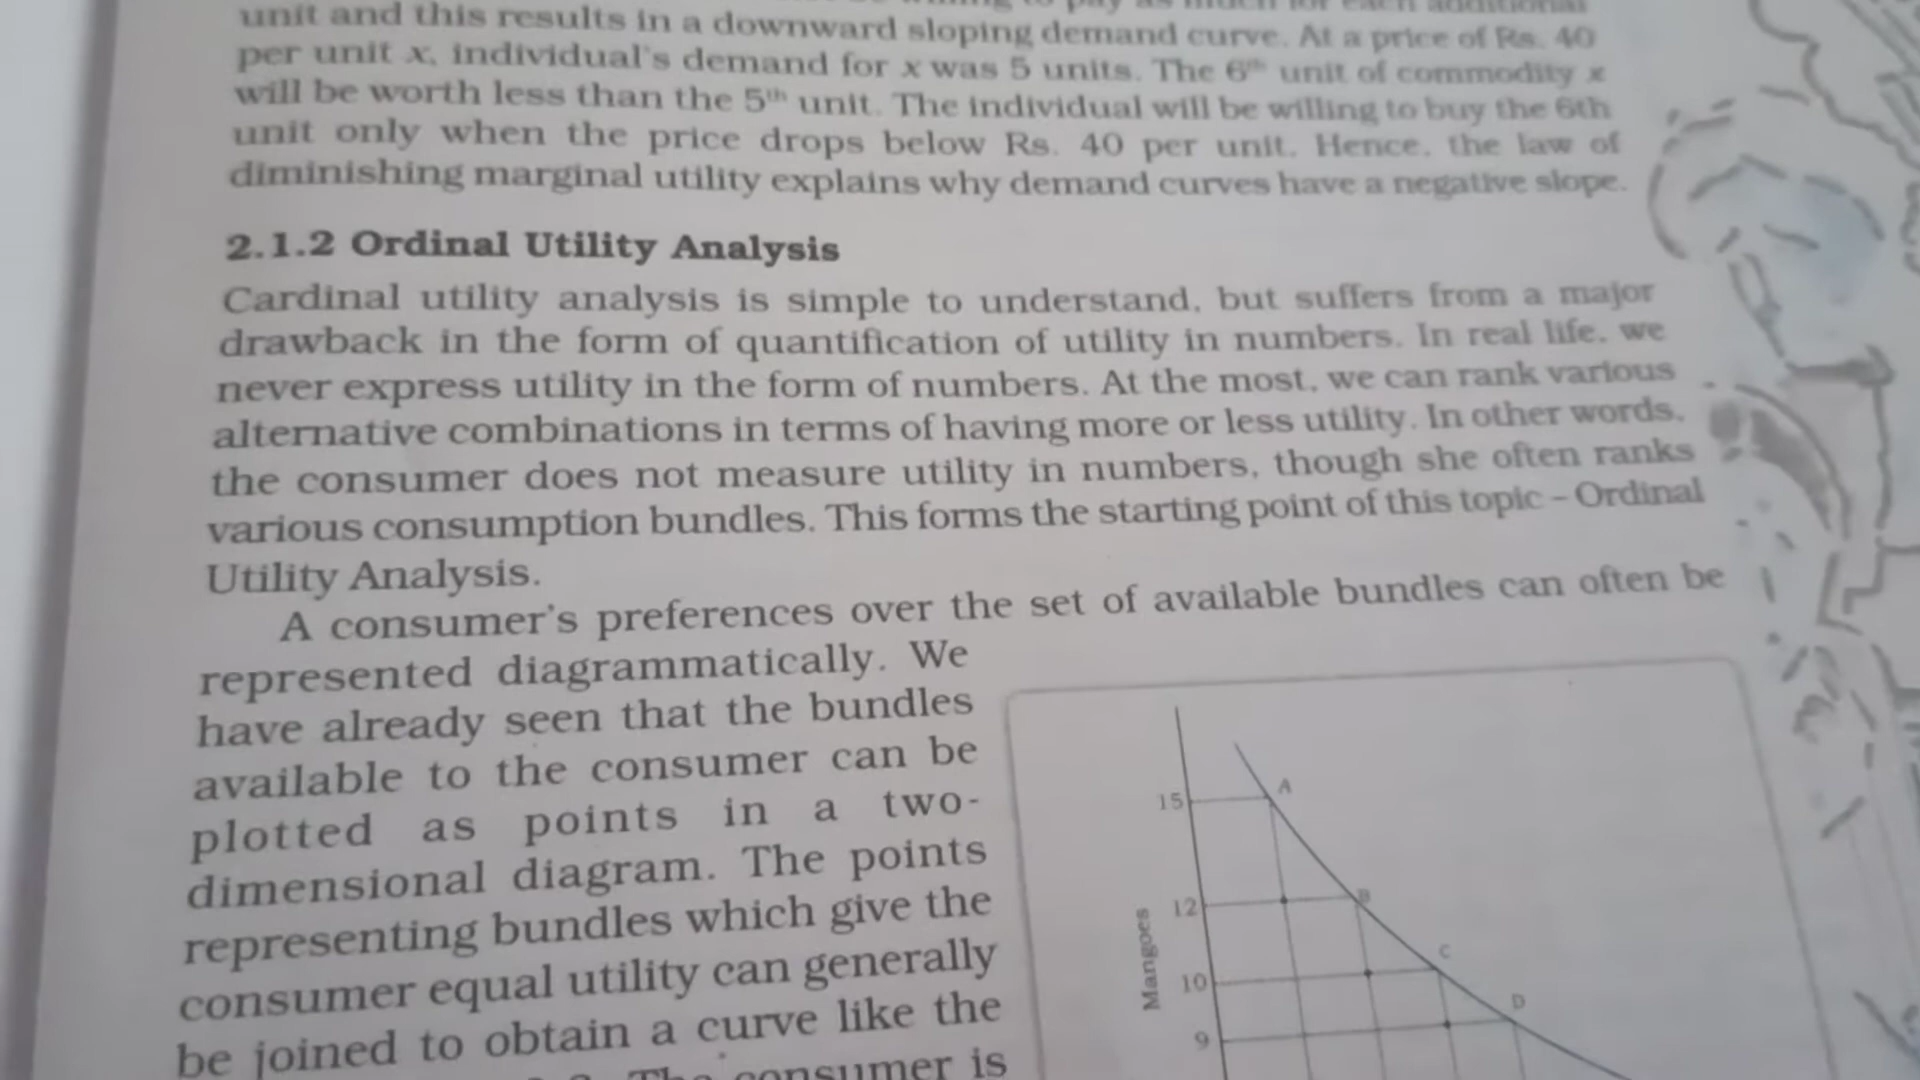 unit and this results in a downward sloping demand curve. At a price of Rs. 40
per unit x, individual's demand for x was 5 units. The 6th unit of commodity x
will be worth less than the 5th unit. The individual will be willing to buy the 6th
unit only when the price drops below Rs. 40 per unit. Hence, the law of
diminishing marginal utility explains why demand curves have a negative slope.
2.1.2 Ordinal Utility Analysis
Cardinal utility analysis is simple to understand, but suffers from a major
drawback in the form of quantification of utility in numbers. In real life, we
never express utility in the form of numbers. At the most, we can rank various
alternative combinations in terms of having more or less utility. In other words,
the consumer does not measure utility in numbers, though she often ranks
various consumption bundles. This forms the starting point of this topic – Ordinal
Utility Analysis.
A consumer's preferences over the set of available bundles can often be
represented diagrammatically. We
have already seen that the bundles
available to the consumer can be
plotted as points in a two-
dimensional diagram. The points
representing bundles which give the
consumer equal utility can generally
be joined to obtain a curve like the
The consumer is
15
A
12
B
Mangoes
10
C
9
D